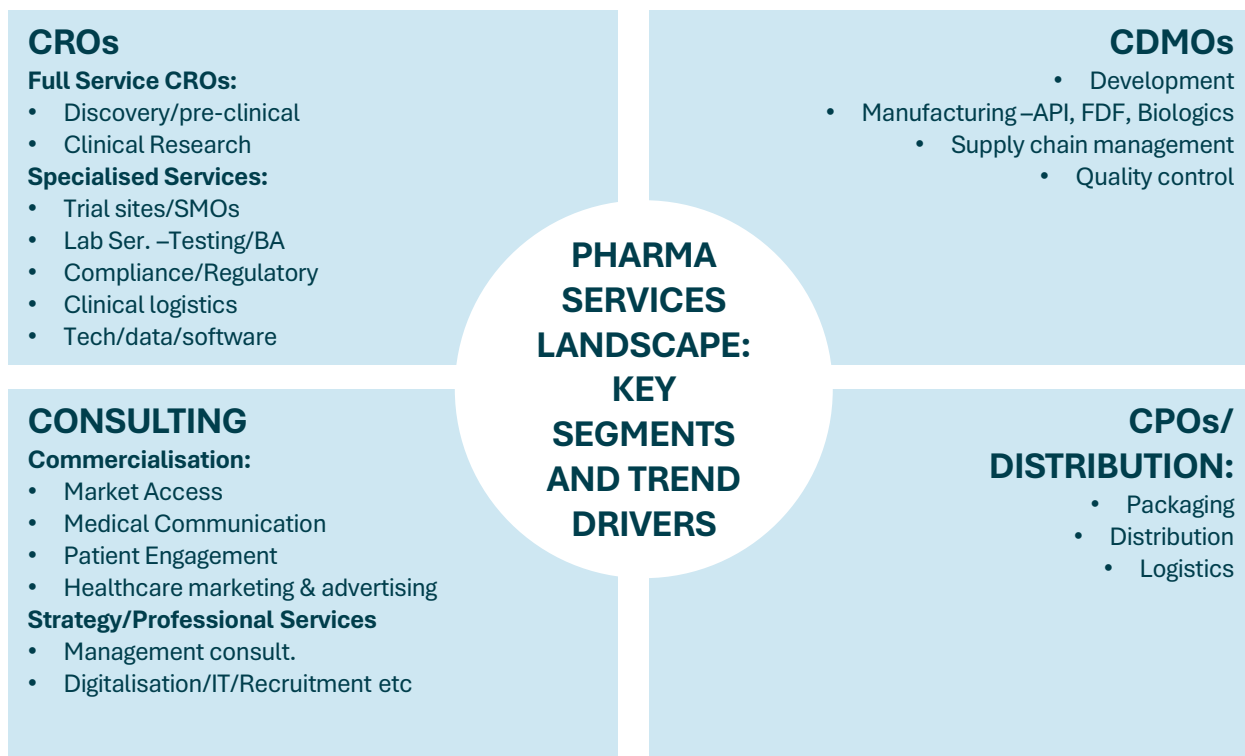 CROs
Full Service CROs:
• Discovery/pre-clinical
• Clinical Research
Specialised Services:
• Trial sites/SMOs
• Lab Ser. –Testing/BA
• Compliance/Regulatory
• Clinical logistics
• Tech/data/software
CDMOs
• Development
• Manufacturing –API, FDF, Biologics
• Supply chain management
• Quality control
PHARMA
SERVICES
LANDSCAPE:
KEY
SEGMENTS
AND TREND
DRIVERS
CONSULTING
Commercialisation:
• Market Access
• Medical Communication
• Patient Engagement
• Healthcare marketing & advertising
Strategy/Professional Services
• Management consult.
• Digitalisation/IT/Recruitment etc
CPOs/
DISTRIBUTION:
• Packaging
• Distribution
• Logistics